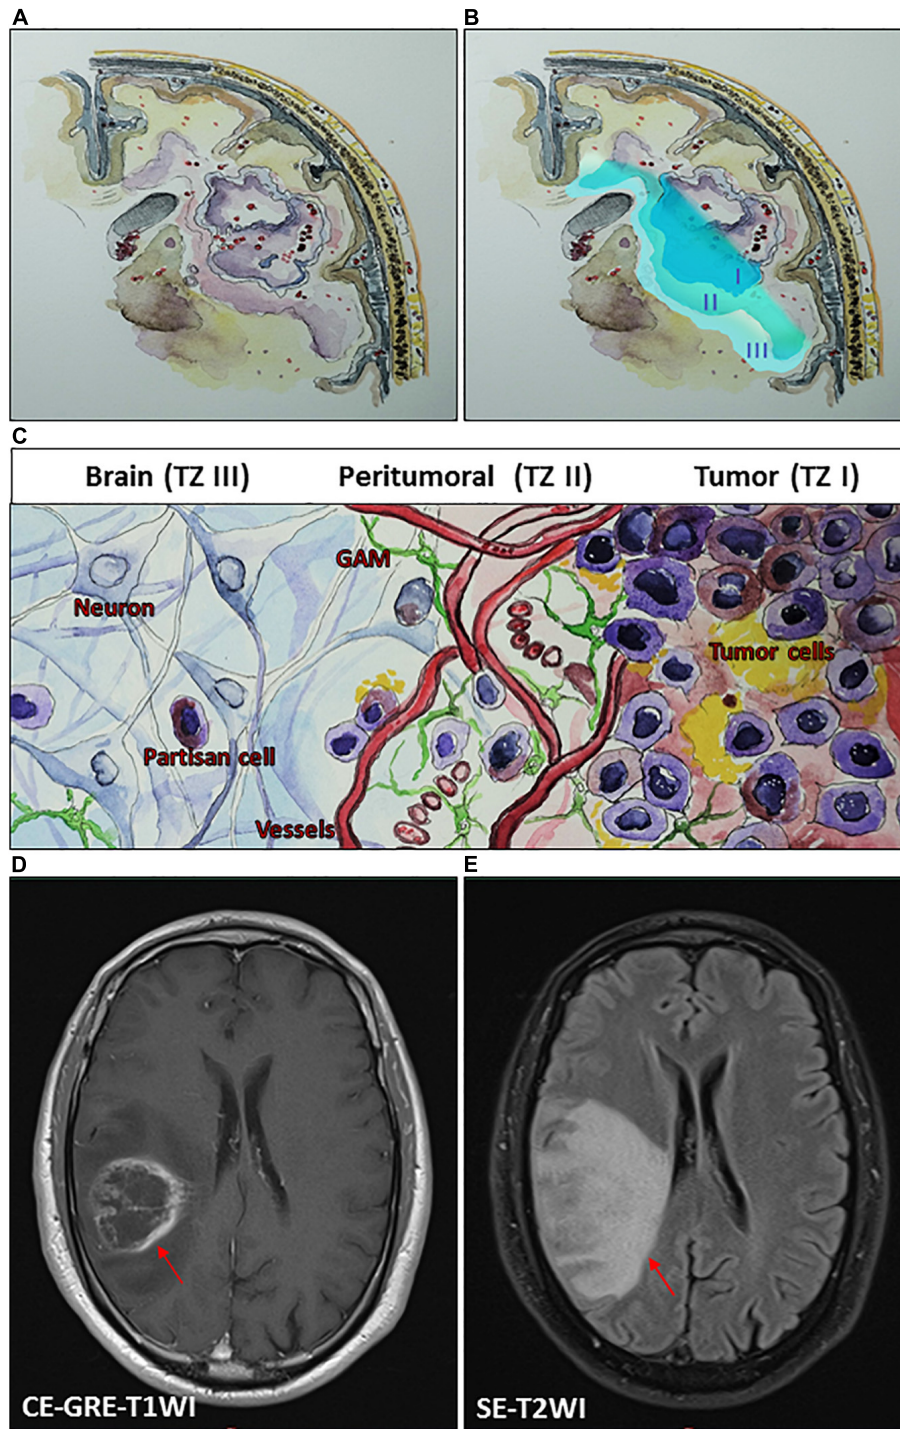 A
B
I
II
III
C
Brain (TZ III)
Peritumoral (TZ II)
Tumor (TZ I)
GAM
Neuron
Tumor cells
Partisan cell
Vessels
D
E
CE-GRE-T1WI
SE-T2WI